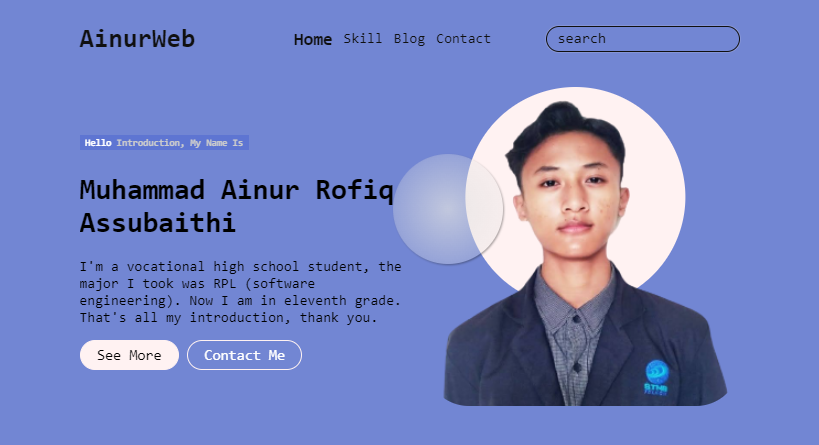 AinurWeb
Home Skill Blog Contact
search
Hello Introduction, My Name Is
Muhammad Ainur Rofiq
Assubaithi
I'm a vocational high school student, the
major I took was RPL (software
engineering). Now I am in eleventh grade.
That's all my introduction, thank you.
See More
Contact Me